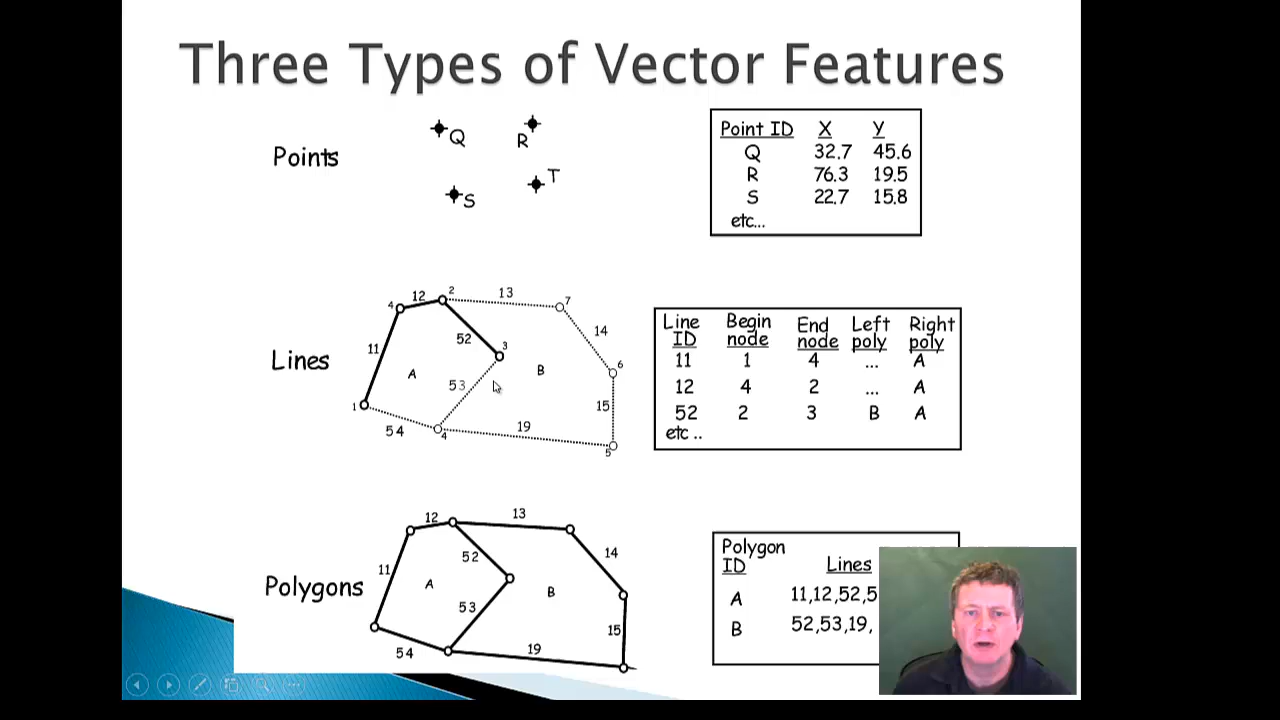 Three Types of Vector Features
Points
Q
R
S
T
Point ID X Y
Q 32.7 45.6
R 76.3 19.5
S 22.7 15.8
etc...
Lines
4 12 2 13 7
11 52 3 14
A B 6
53 15
1 54 4 19 5
Line ID Begin node End node Left poly Right poly
11 1 4 ... A
12 4 2 ... A
52 2 3 B A
etc ..
Polygons
12 13
11 52 14
A B
53 15
54 19
Polygon ID Lines
A 11,12,52,5
B 52,53,19,